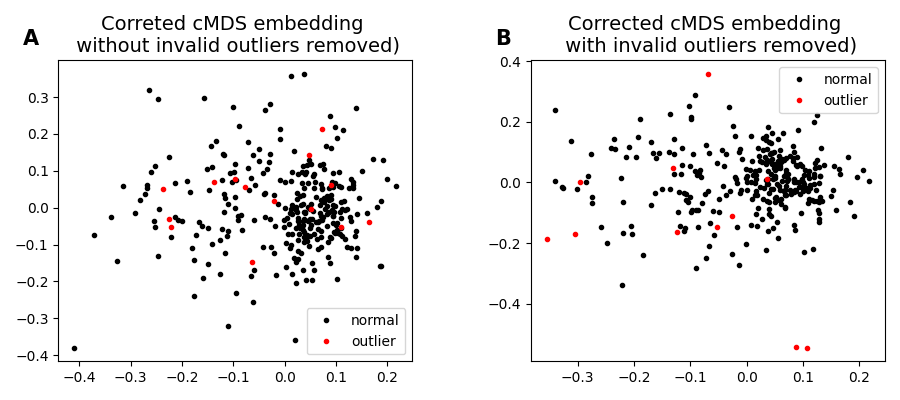 A
Correted cMDS embedding
without invalid outliers removed)
0.3
0.2
0.1
0.0
−0.1
−0.2
−0.3
−0.4
−0.4 −0.3 −0.2 −0.1 0.0 0.1 0.2
normal
outlier
B
Corrected cMDS embedding
with invalid outliers removed)
0.4
0.2
0.0
−0.2
−0.4
−0.3 −0.2 −0.1 0.0 0.1 0.2
normal
outlier